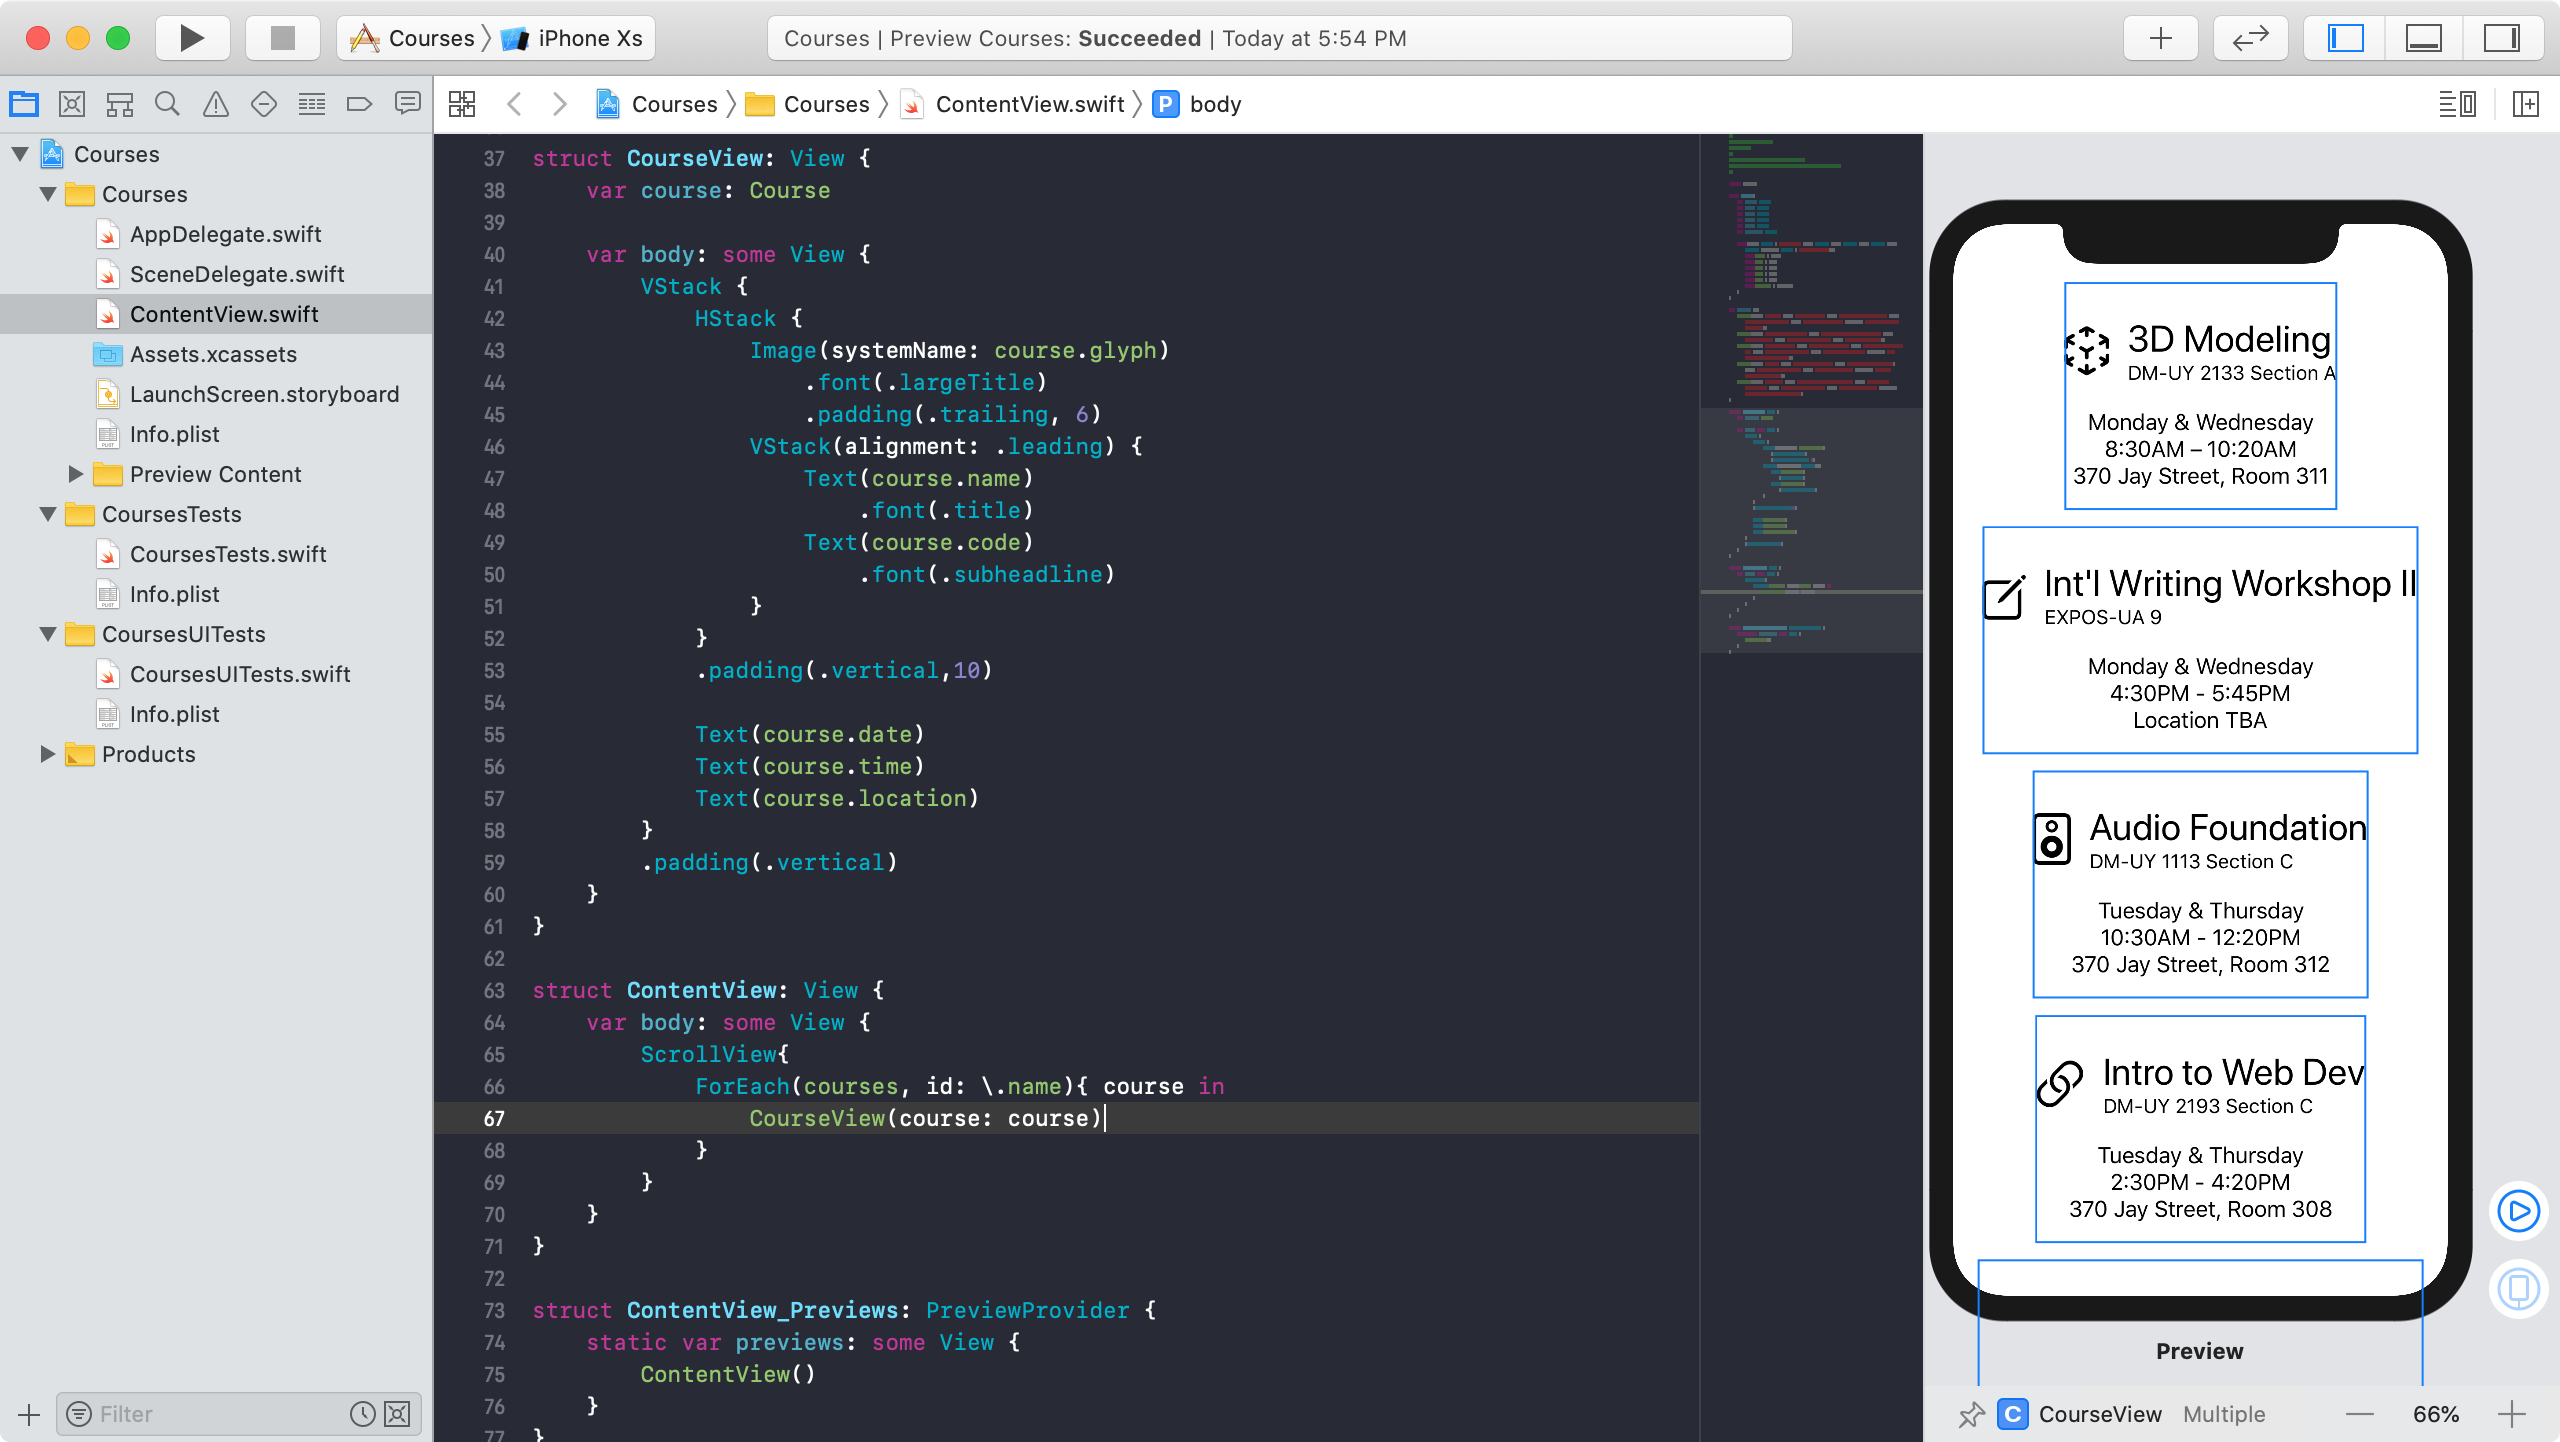 Courses
iPhone Xs
Courses | Preview Courses: Succeeded | Today at 5:54 PM
Courses
Courses
ContentView.swift
P
body
Courses
Courses
AppDelegate.swift
SceneDelegate.swift
ContentView.swift
Assets.xcassets
LaunchScreen.storyboard
Info.plist
Preview Content
CoursesTests
CoursesTests.swift
Info.plist
CoursesUITests
CoursesUITests.swift
Info.plist
Products
Filter
37 struct CourseView: View {
38 var course: Course
39
40 var body: some View {
41 VStack {
42 HStack {
43 Image(systemName: course.glyph)
44 .font(.largeTitle)
45 .padding(.trailing, 6)
46 VStack(alignment: .leading) {
47 Text(course.name)
48 .font(.title)
49 Text(course.code)
50 .font(.subheadline)
51 }
52 }
53 .padding(.vertical,10)
54
55 Text(course.date)
56 Text(course.time)
57 Text(course.location)
58 }
59 .padding(.vertical)
60 }
61 }
62
63 struct ContentView: View {
64 var body: some View {
65 ScrollView{
66 ForEach(courses, id: \.name){ course in
67 CourseView(course: course)
68 }
69 }
70 }
71 }
72
73 struct ContentView_Previews: PreviewProvider {
74 static var previews: some View {
75 ContentView()
76 }
77 }
3D Modeling
DM-UY 2133 Section A
Monday & Wednesday
8:30AM – 10:20AM
370 Jay Street, Room 311
Int'l Writing Workshop II
EXPOS-UA 9
Monday & Wednesday
4:30PM - 5:45PM
Location TBA
Audio Foundation
DM-UY 1113 Section C
Tuesday & Thursday
10:30AM - 12:20PM
370 Jay Street, Room 312
Intro to Web Dev
DM-UY 2193 Section C
Tuesday & Thursday
2:30PM - 4:20PM
370 Jay Street, Room 308
Preview
C
CourseView
Multiple
66%